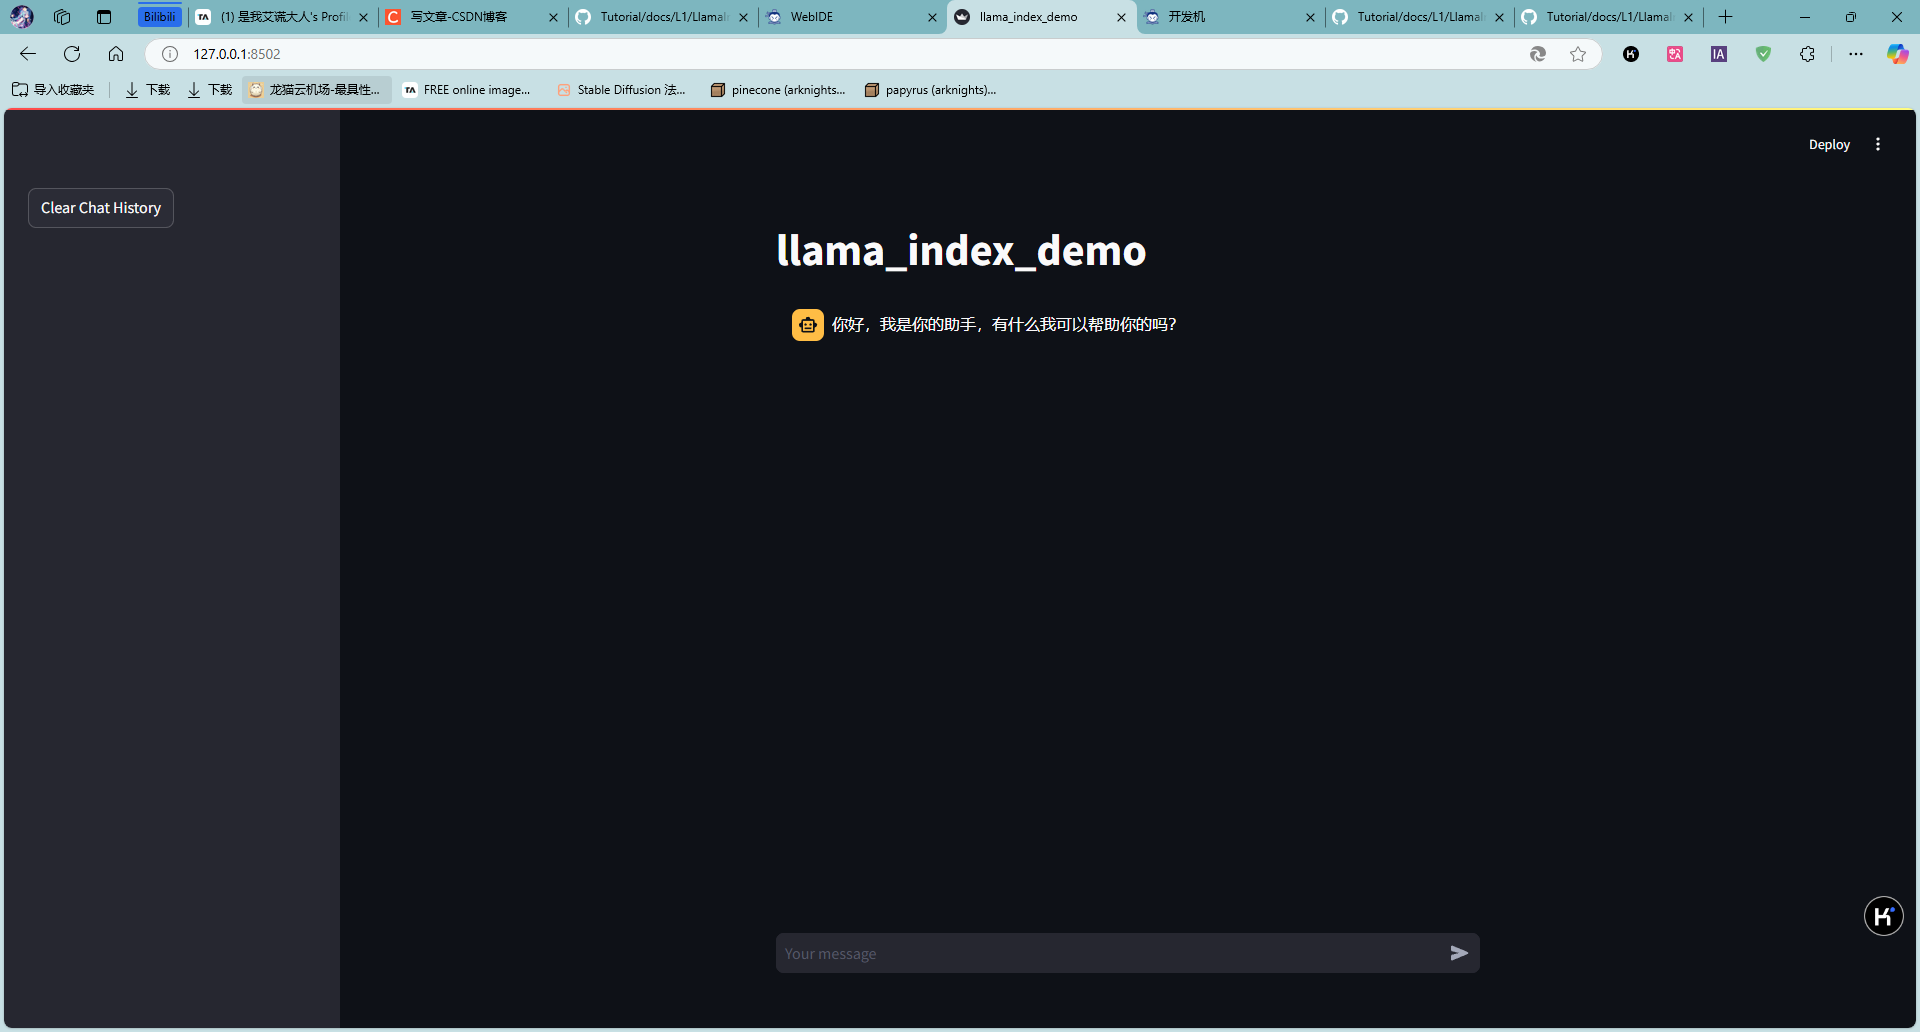 Bilibili
(1) 是我艾谎大人's Profil
写文章-CSDN博客
Tutorial/docs/L1/LlamaI
WebIDE
llama_index_demo
开发机
Tutorial/docs/L1/LlamaI
Tutorial/docs/L1/LlamaI
127.0.0.1:8502
导入收藏夹
下载
下载
龙猫云机场-最具性...
FREE online image...
Stable Diffusion 法...
pinecone (arknights...
papyrus (arknights)...
Deploy
Clear Chat History
llama_index_demo
你好，我是你的助手，有什么我可以帮助你的吗？
Your message